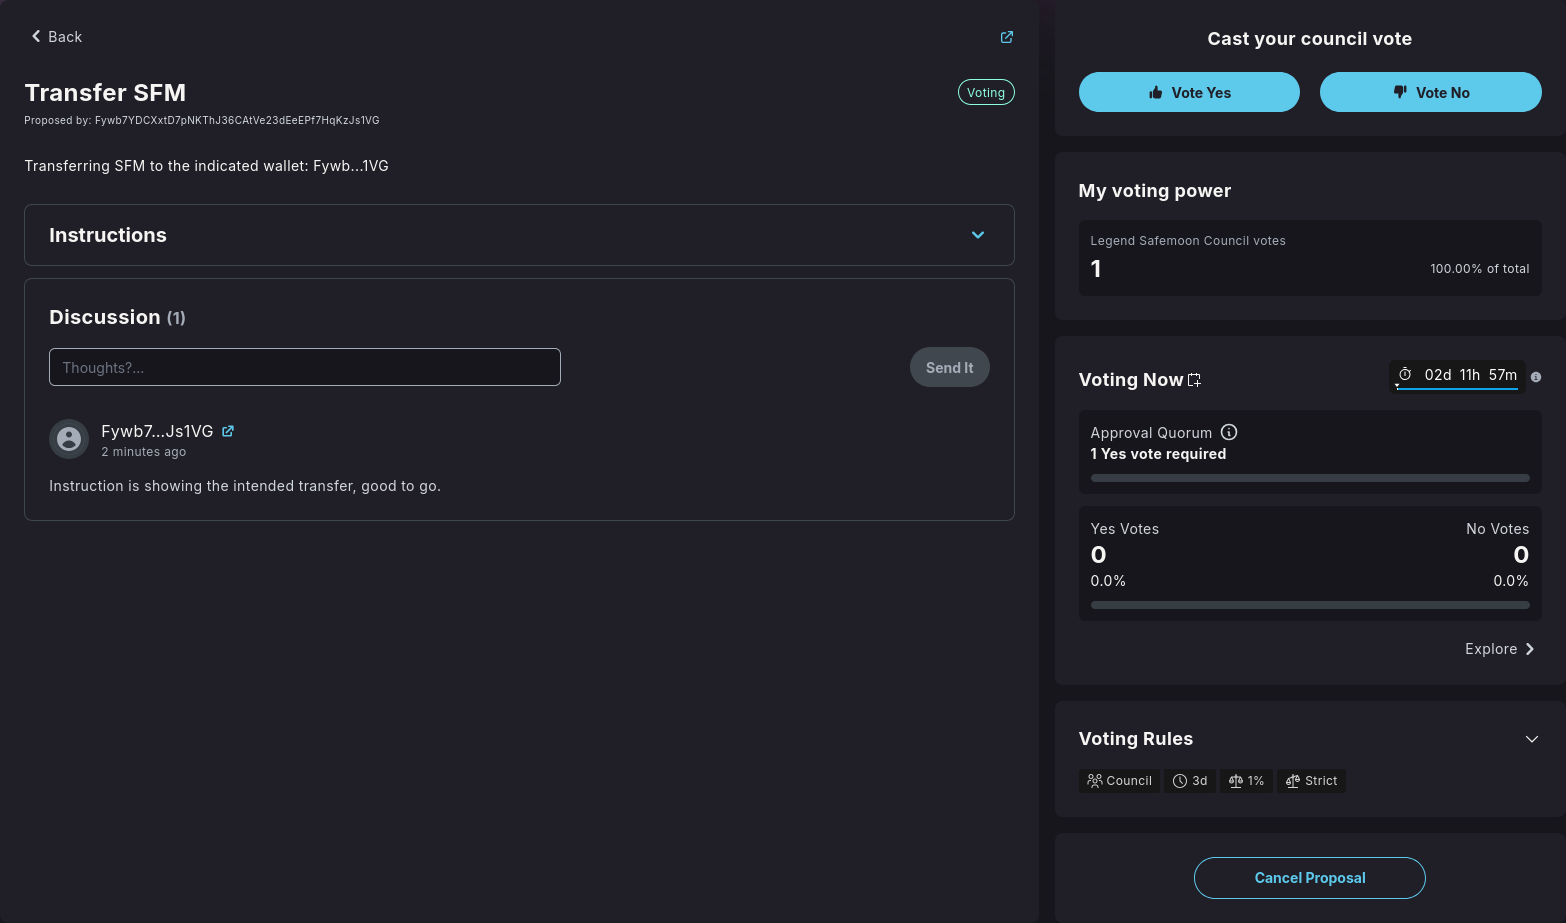 Back
Transfer SFM
Voting
Proposed by: Fywb7YDCXxtD7pNKThJ36CAtVe23dEeEPf7HqKzJs1VG
Transferring SFM to the indicated wallet: Fywb...1VG
Instructions
Discussion (1)
Thoughts?...
Send It
Fywb7...Js1VG
2 minutes ago
Instruction is showing the intended transfer, good to go.
Cast your council vote
Vote Yes
Vote No
My voting power
Legend Safemoon Council votes
1
100.00% of total
Voting Now
02d 11h 57m
Approval Quorum
1 Yes vote required
Yes Votes
No Votes
0
0
0.0%
0.0%
Explore
Voting Rules
Council
3d
1%
Strict
Cancel Proposal